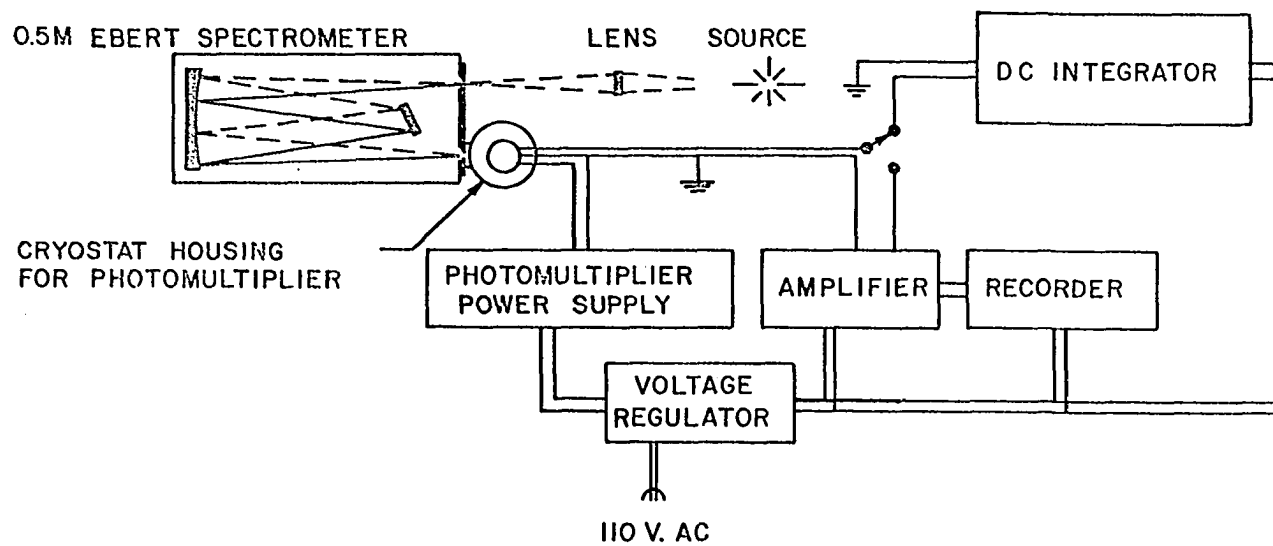 0.5M EBERT SPECTROMETER
LENS
SOURCE
DC INTEGRATOR
CRYOSTAT HOUSING
FOR PHOTOMULTIPLIER
PHOTOMULTIPLIER
POWER SUPPLY
AMPLIFIER
RECORDER
VOLTAGE
REGULATOR
110 V. AC